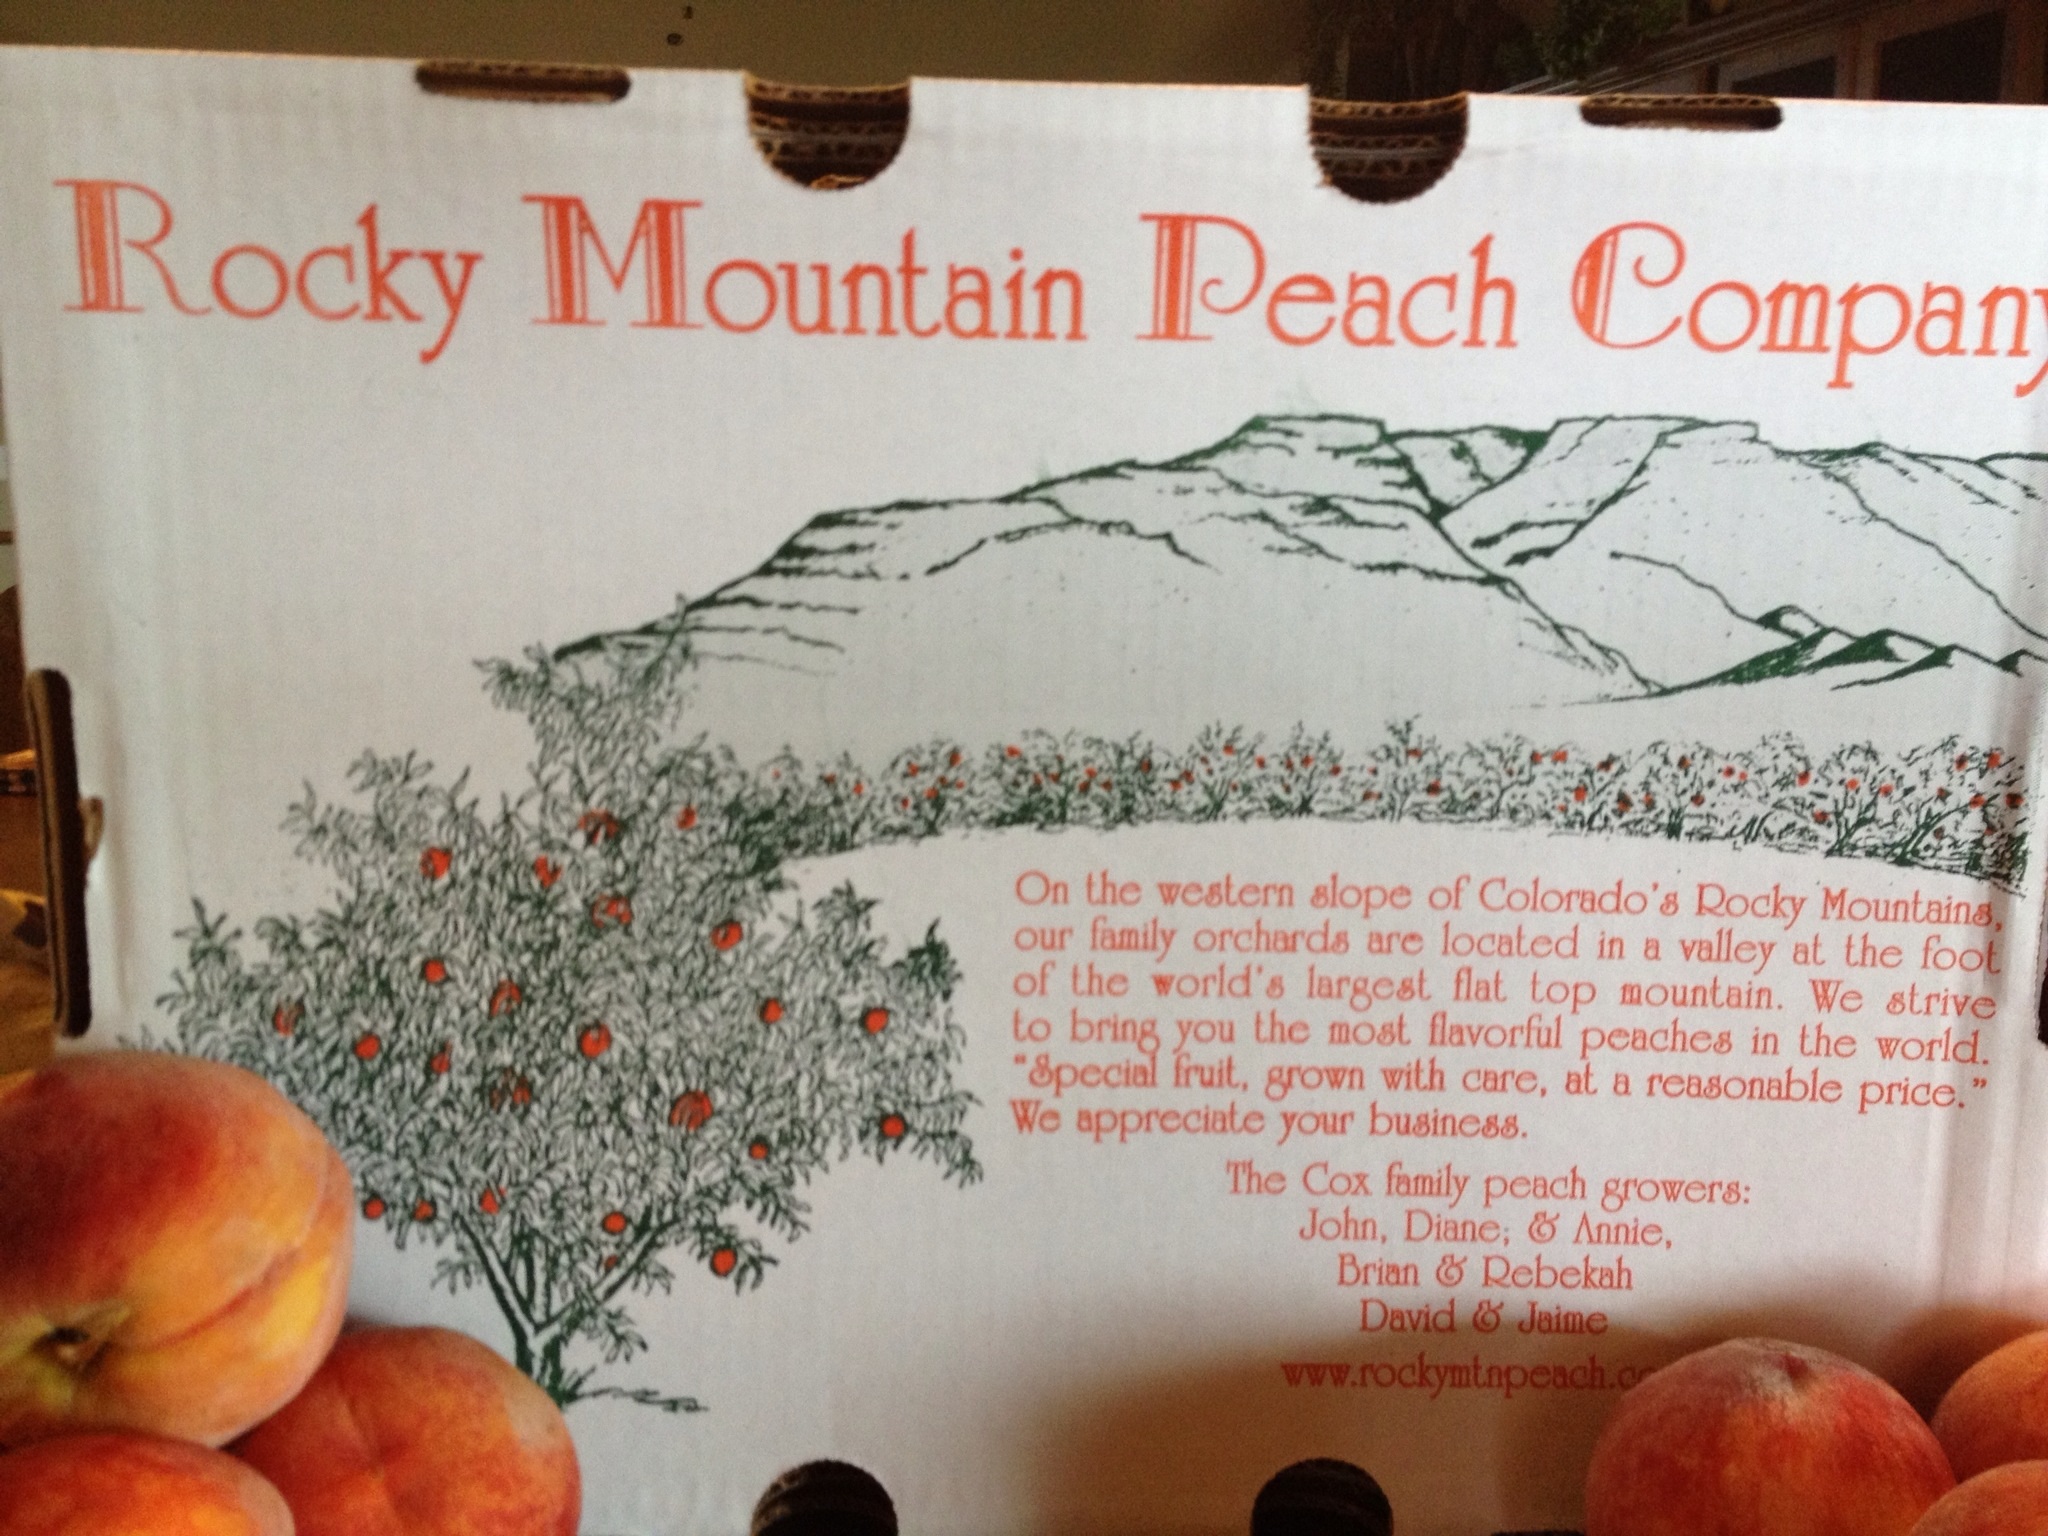 Rocky Mountain Peach Company
On the western slope of Colorado's Rocky Mountains,
our family orchards are located in a valley at the foot
of the world's largest flat top mountain. We strive
to bring you the most flavorful peaches in the world.
"Special fruit, grown with care, at a reasonable price."
We appreciate your business.
The Cox family peach growers:
John, Diane; & Annie,
Brian & Rebekah
David & Jaime
www.rockymtnpeach.co